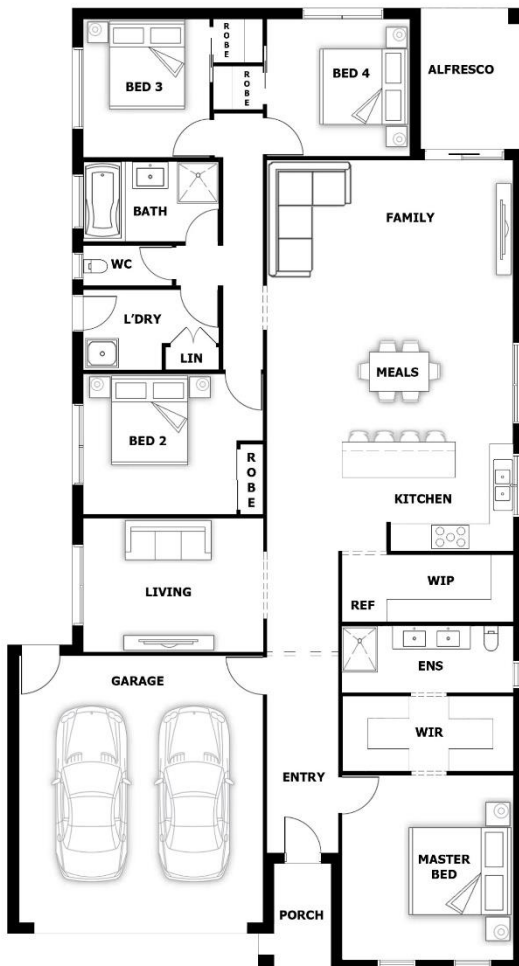 ROBE
BED 3
ROBE
BED 4
ALFRESCO
BATH
FAMILY
WC
L'DRY
LIN
MEALS
BED 2
ROBE
KITCHEN
LIVING
WIP
REF
ENS
GARAGE
WIR
ENTRY
MASTER
BED
PORCH